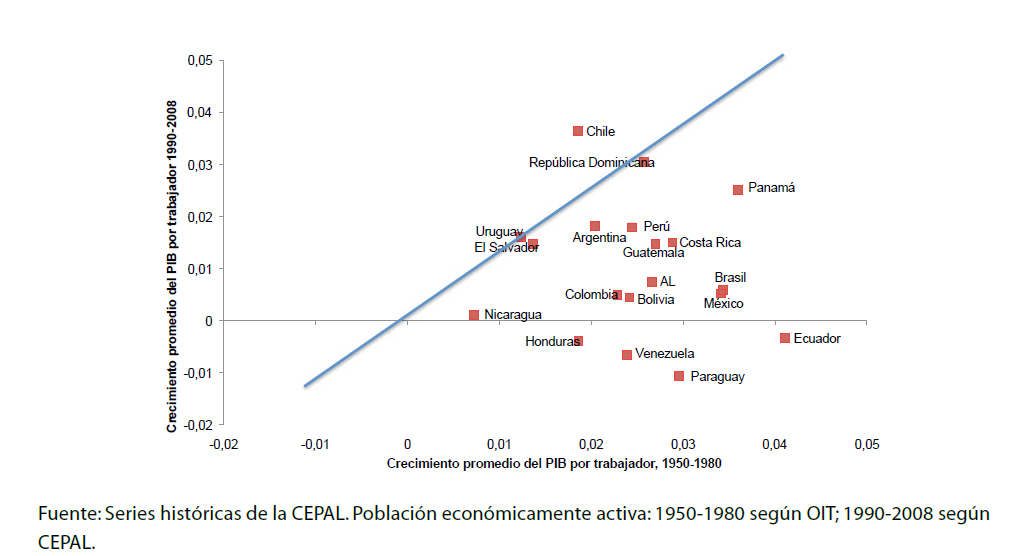 Crecimiento promedio del PIB por trabajador 1990-2008
0,05
0,04
0,03
0,02
0,01
0
-0,01
-0,02
Chile
República Dominicana
Panamá
Uruguay
El Salvador
Argentina
Perú
Guatemala
Costa Rica
AL
Brasil
Colombia
Bolivia
México
Nicaragua
Honduras
Venezuela
Ecuador
Paraguay
-0,02 -0,01 0 0,01 0,02 0,03 0,04 0,05
Crecimiento promedio del PIB por trabajador, 1950-1980
Fuente: Series históricas de la CEPAL. Población económicamente activa: 1950-1980 según OIT; 1990-2008 según
CEPAL.